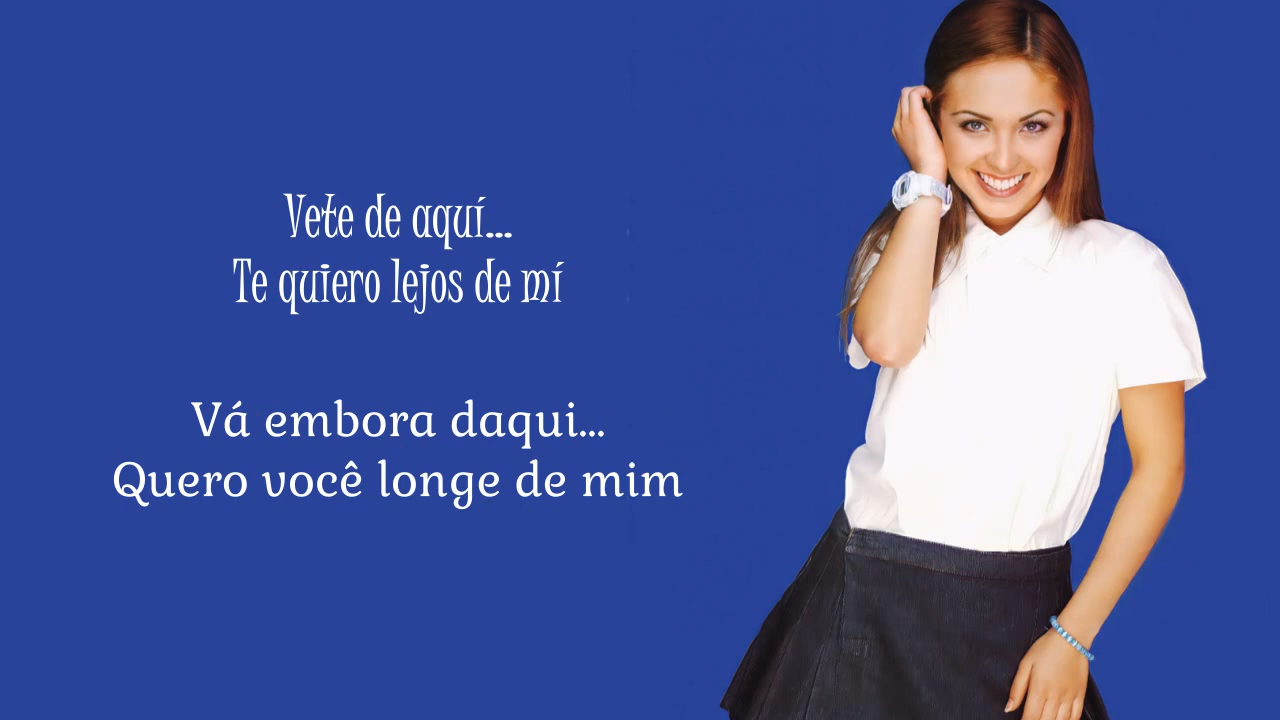 Vete de aquí...
Te quiero lejos de mí
Vá embora daqui...
Quero você longe de mim